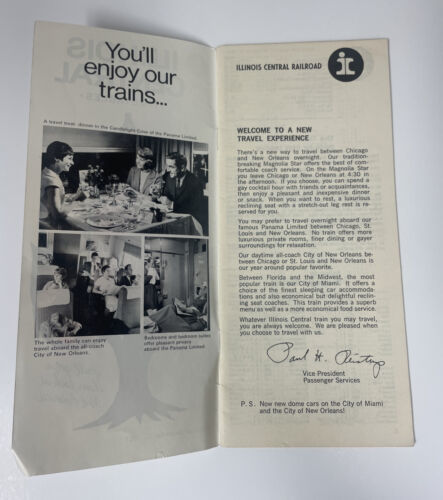 You'll
enjoy our
trains...
A travel treat: dinner in the Candlelight Cove of the Panama Limited.
The whole family can enjoy
travel aboard the all-coach
City of New Orleans.
Bedrooms and bedroom suites
offer pleasant privacy
aboard the Panama Limited.
ILLINOIS CENTRAL RAILROAD
ic
WELCOME TO A NEW
TRAVEL EXPERIENCE
There's a new way to travel between Chicago
and New Orleans overnight. Our tradition-
breaking Magnolia Star offers the best of com-
fortable coach service. On the Magnolia Star
you leave Chicago or New Orleans at 4:30 in
the afternoon. If you choose, you can spend a
gay cocktail hour with friends or acquaintances,
then enjoy a pleasant and inexpensive dinner
or snack. When you want to rest, a luxurious
reclining seat with a stretch-out leg rest is re-
served for you.
You may prefer to travel overnight aboard our
famous Panama Limited between Chicago, St.
Louis and New Orleans. No train offers more
luxurious private rooms, finer dining or gayer
surroundings for relaxation.
Our daytime all-coach City of New Orleans be-
tween Chicago or St. Louis and New Orleans is
our year around popular favorite.
Between Florida and the Midwest, the most
popular train is our City of Miami. It offers a
choice of the finest sleeping car accommoda-
tions and also economical but delightful reclin-
ing seat coaches. This train provides a superb
menu as well as a more economical food service.
Whatever Illinois Central train you may travel,
you are always welcome. We are pleased when
you choose to travel with us.
Paul H.
Vice President
Passenger Services
P. S. Now new dome cars on the City of Miami
and the City of New Orleans!